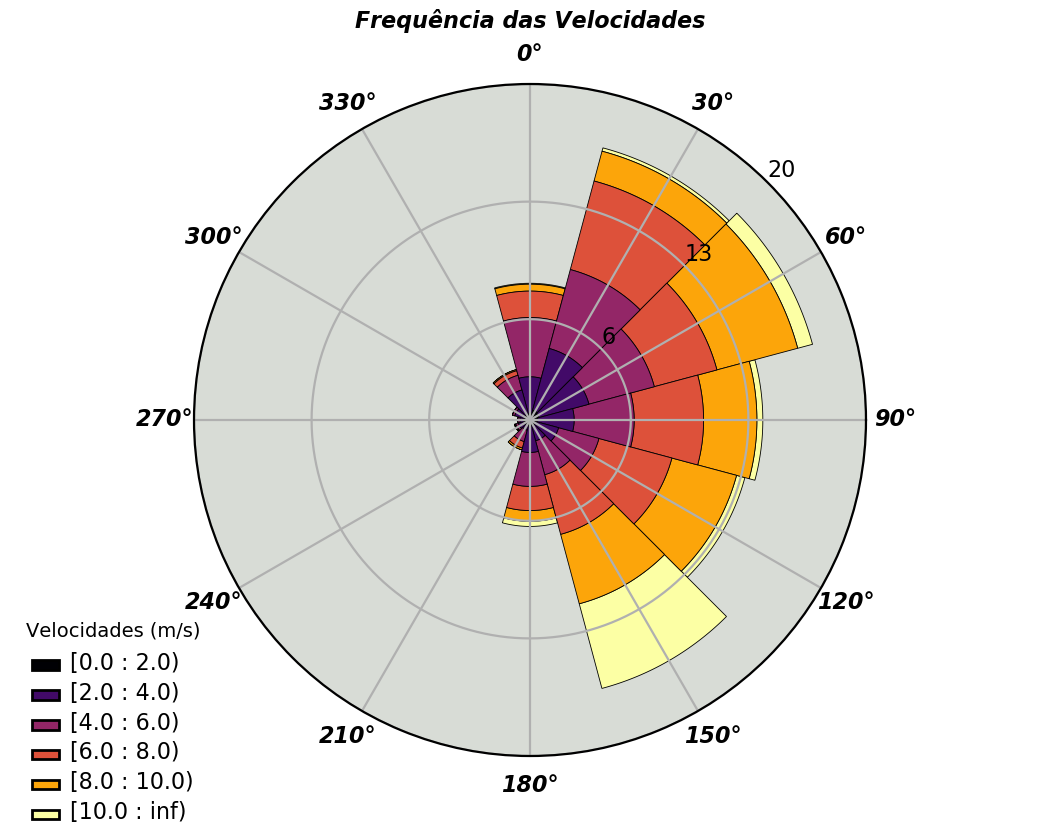 Frequência das Velocidades
0°
330°
30°
20
300°
60°
13
6
270°
90°
240°
120°
210°
150°
180°
Velocidades (m/s)
[0.0 : 2.0)
[2.0 : 4.0)
[4.0 : 6.0)
[6.0 : 8.0)
[8.0 : 10.0)
[10.0 : inf)